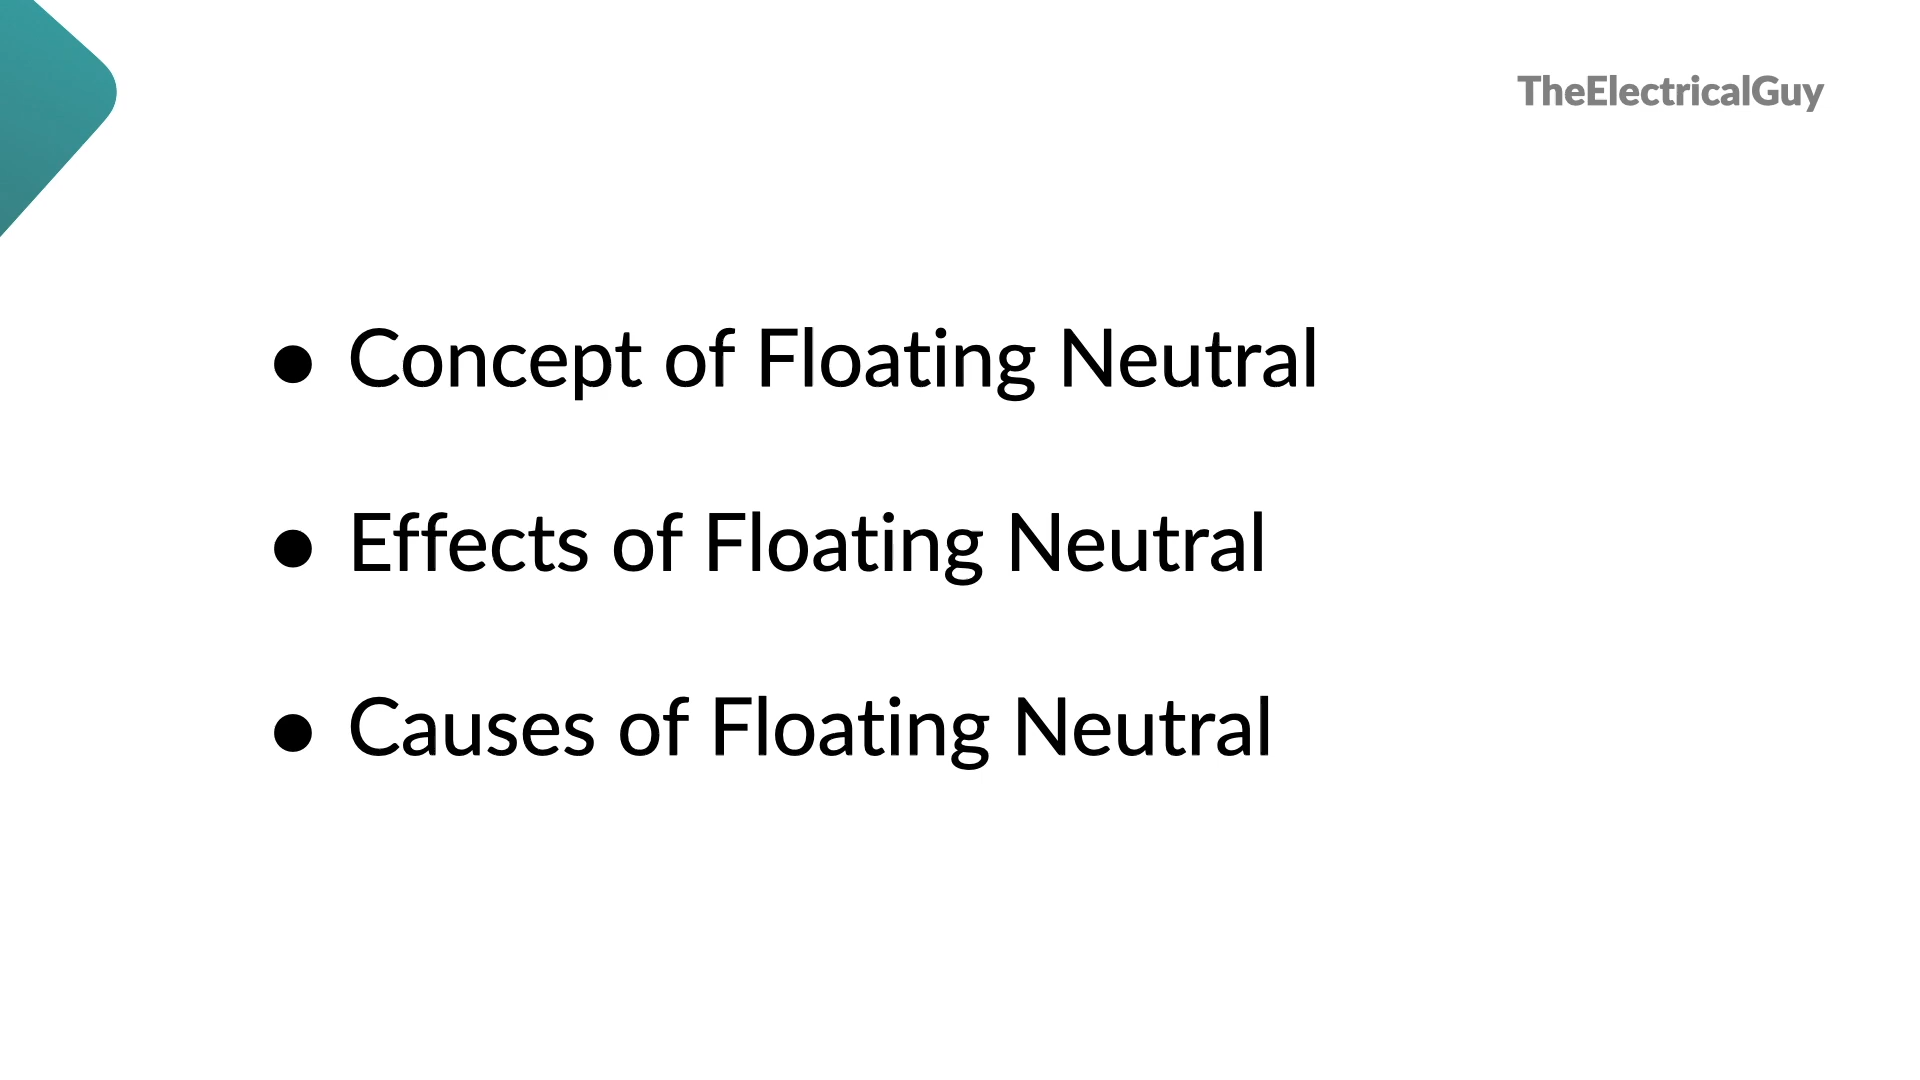 TheElectricalGuy
● Concept of Floating Neutral
● Effects of Floating Neutral
● Causes of Floating Neutral